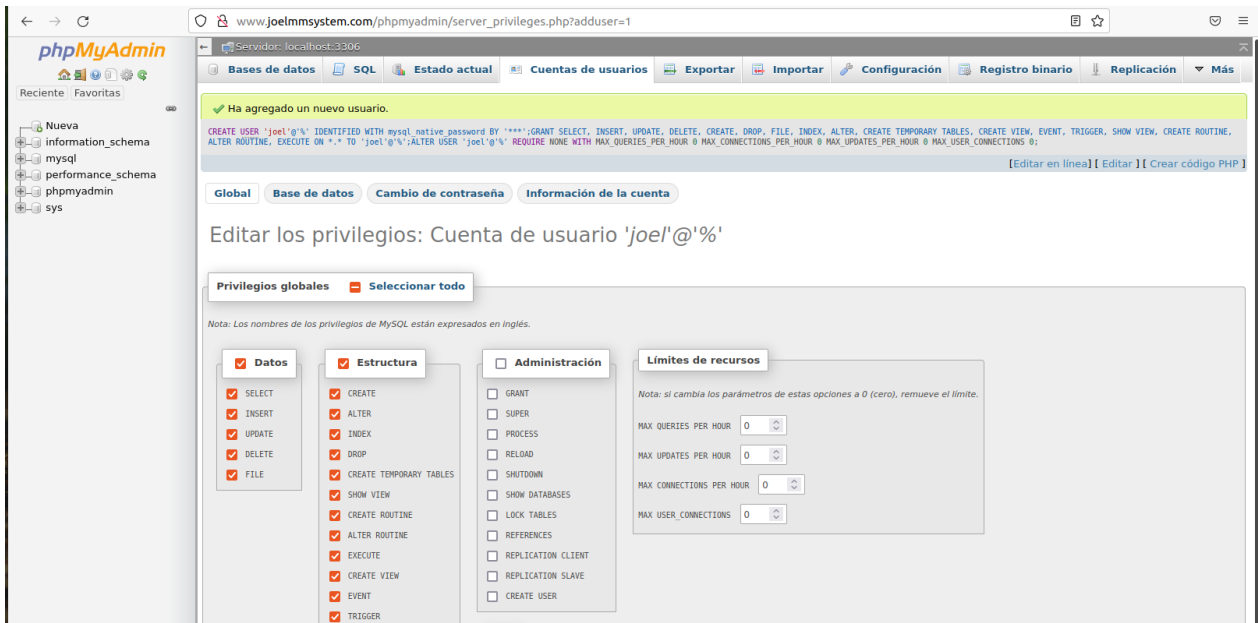 www.joelmmsystem.com/phpmyadmin/server_privileges.php?adduser=1
phpMyAdmin
Reciente Favoritas
Nueva
information_schema
mysql
performance_schema
phpmyadmin
sys
Servidor: localhost:3306
Bases de datos SQL Estado actual Cuentas de usuarios Exportar Importar Configuración Registro binario Replicación Más
Ha agregado un nuevo usuario.
CREATE USER 'joel'@'%' IDENTIFIED WITH mysql_native_password BY '***';GRANT SELECT, INSERT, UPDATE, DELETE, CREATE, DROP, FILE, INDEX, ALTER, CREATE TEMPORARY TABLES, CREATE VIEW, EVENT, TRIGGER, SHOW VIEW, CREATE ROUTINE,
ALTER ROUTINE, EXECUTE ON *.* TO 'joel'@'%';ALTER USER 'joel'@'%' REQUIRE NONE WITH MAX_QUERIES_PER_HOUR 0 MAX_CONNECTIONS_PER_HOUR 0 MAX_UPDATES_PER_HOUR 0 MAX_USER_CONNECTIONS 0;
[Editar en línea] [ Editar ] [ Crear código PHP ]
Global Base de datos Cambio de contraseña Información de la cuenta
Editar los privilegios: Cuenta de usuario 'joel'@'%'
Privilegios globales Seleccionar todo
Nota: Los nombres de los privilegios de MySQL están expresados en inglés.
Datos
SELECT
INSERT
UPDATE
DELETE
FILE
Estructura
CREATE
ALTER
INDEX
DROP
CREATE TEMPORARY TABLES
SHOW VIEW
CREATE ROUTINE
ALTER ROUTINE
EXECUTE
CREATE VIEW
EVENT
TRIGGER
Administración
GRANT
SUPER
PROCESS
RELOAD
SHUTDOWN
SHOW DATABASES
LOCK TABLES
REFERENCES
REPLICATION CLIENT
REPLICATION SLAVE
CREATE USER
Límites de recursos
Nota: si cambia los parámetros de estas opciones a 0 (cero), remueve el límite.
MAX QUERIES PER HOUR 0
MAX UPDATES PER HOUR 0
MAX CONNECTIONS PER HOUR 0
MAX USER_CONNECTIONS 0